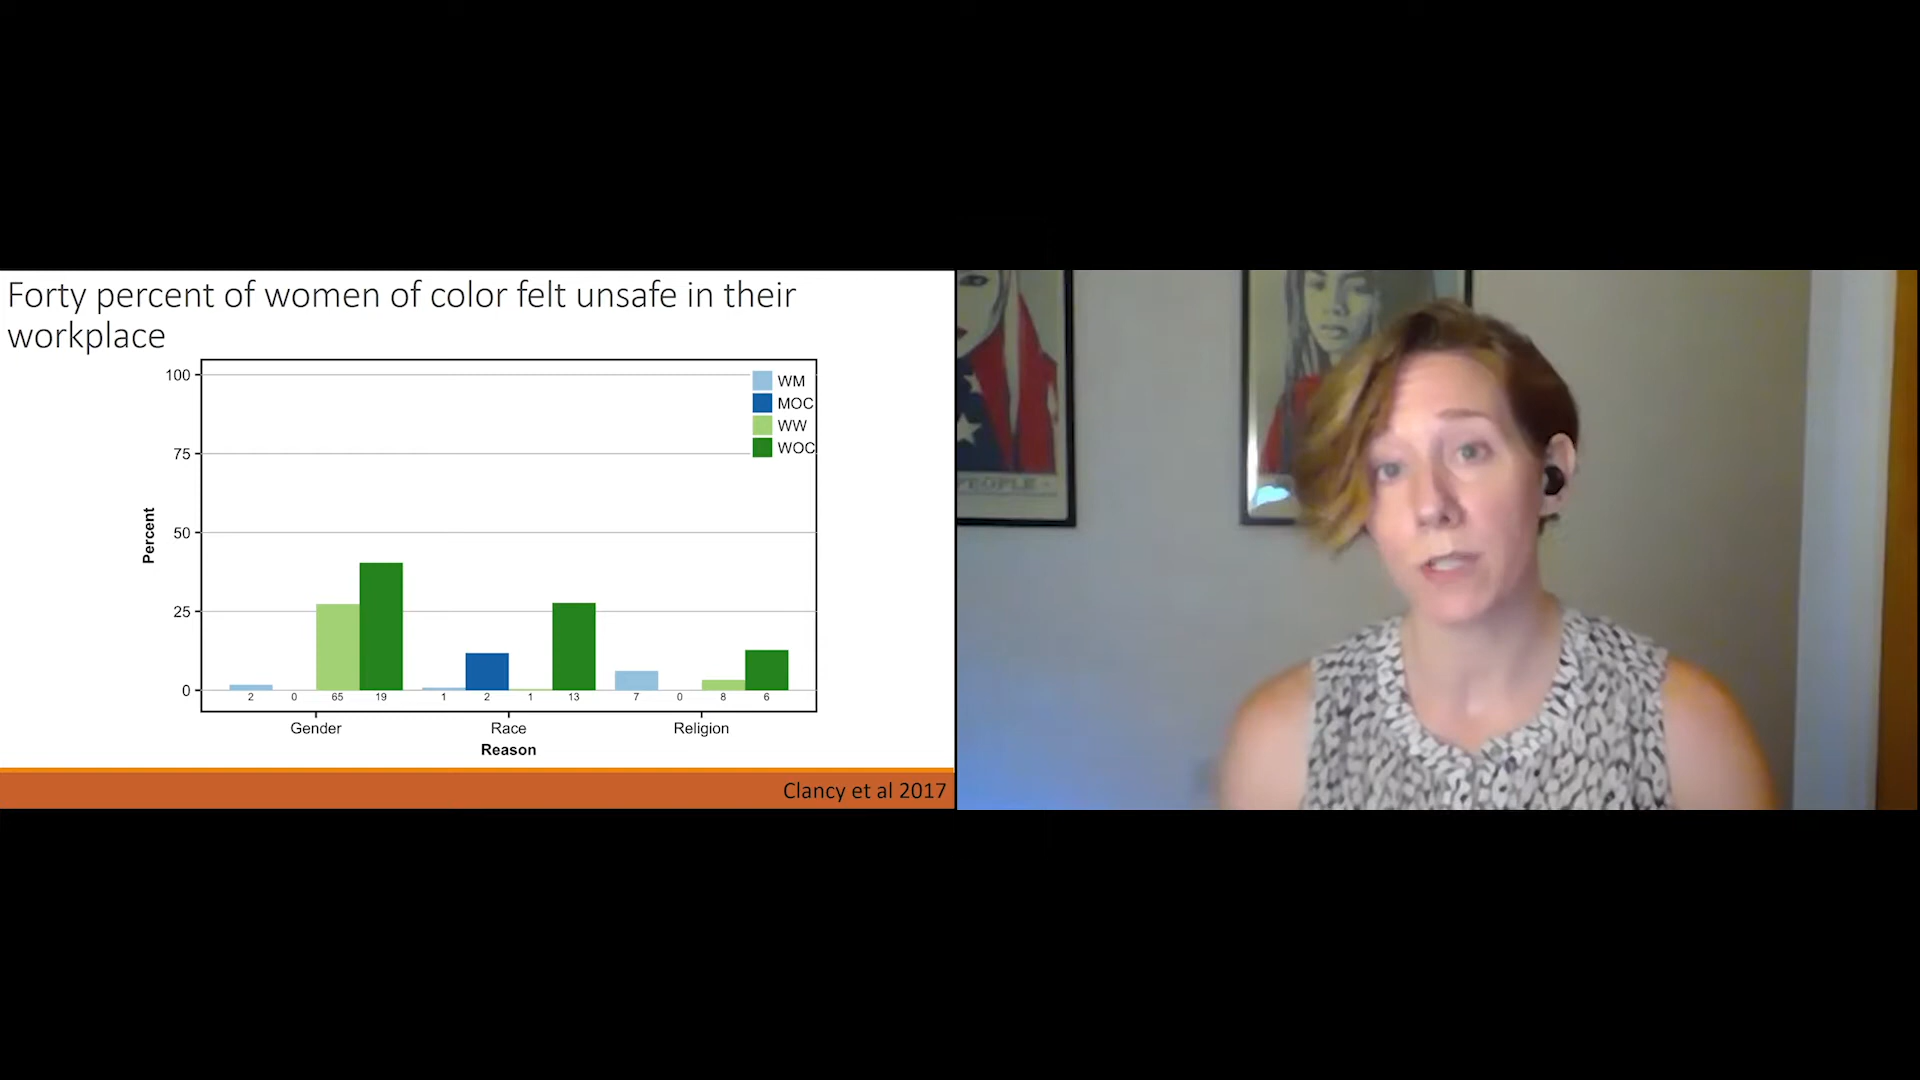 Forty percent of women of color felt unsafe in their
workplace
100
75
50
25
0
Percent
WM
MOC
WW
WOC
2 0 65 19 1 2 1 13 7 0 8 6
Gender Race Religion
Reason
Clancy et al 2017
PEOPLE